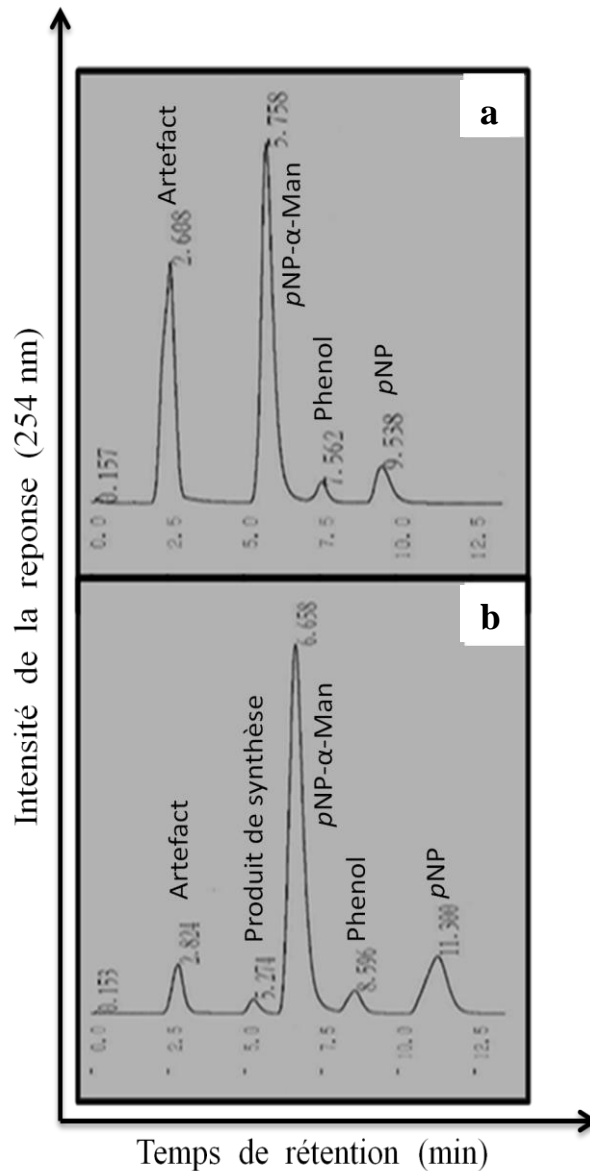 Intensité de la reponse (254 nm)
a
0.157
Artefact
2.608
pNP-α-Man
5.758
Phenol
7.562
pNP
9.538
0.0
2.5
5.0
7.5
10.0
12.5
b
0.153
Artefact
2.824
Produit de synthèse
5.274
pNP-α-Man
6.658
Phenol
8.596
pNP
11.300
- 0.0
- 2.5
- 5.0
- 7.5
- 10.0
- 12.5
Temps de rétention (min)